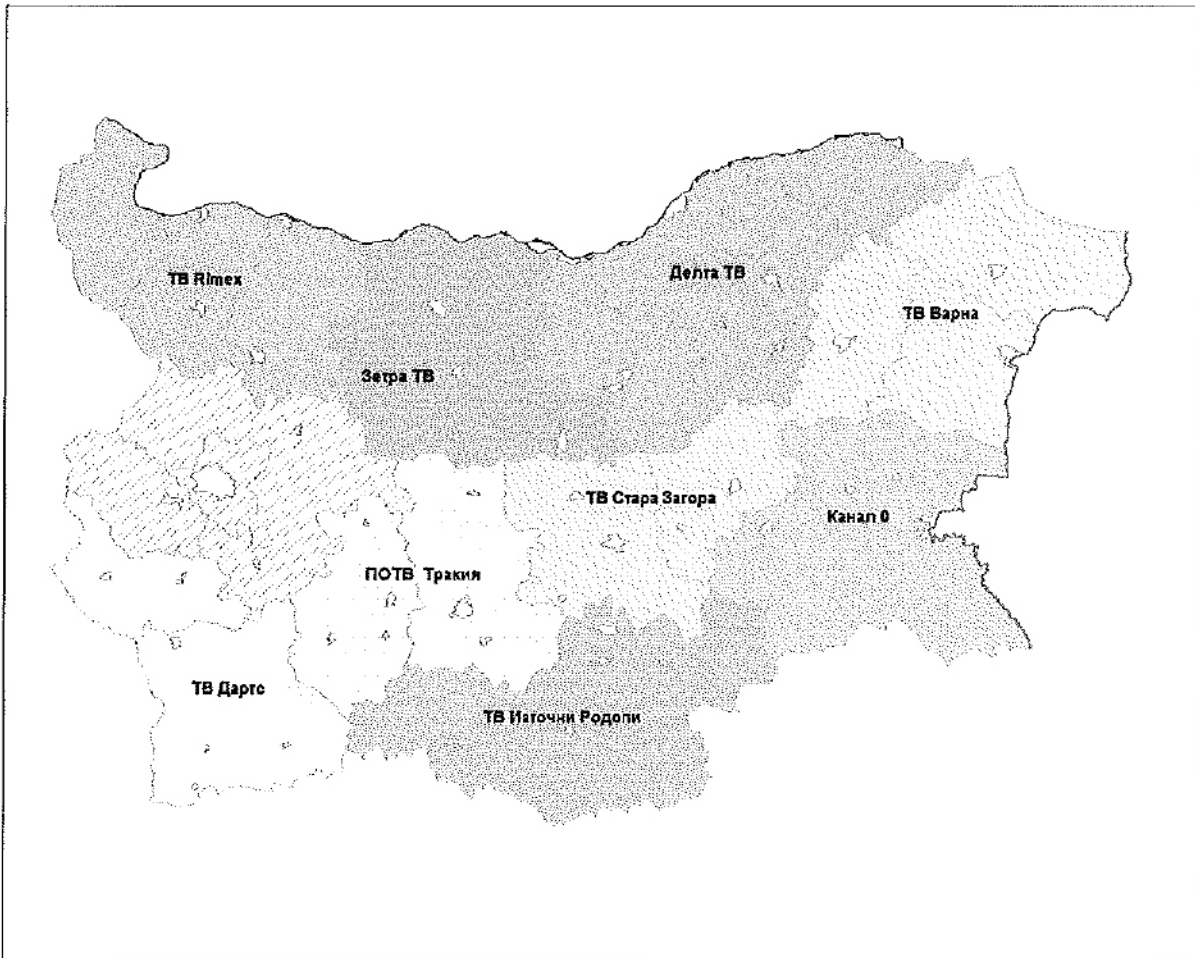 ТВ Rimex
Делта ТВ
ТВ Варна
Зетра ТВ
ТВ Стара Загора
Канал 0
ПОТВ Тракия
ТВ Дарго
ТВ Източни Родопи